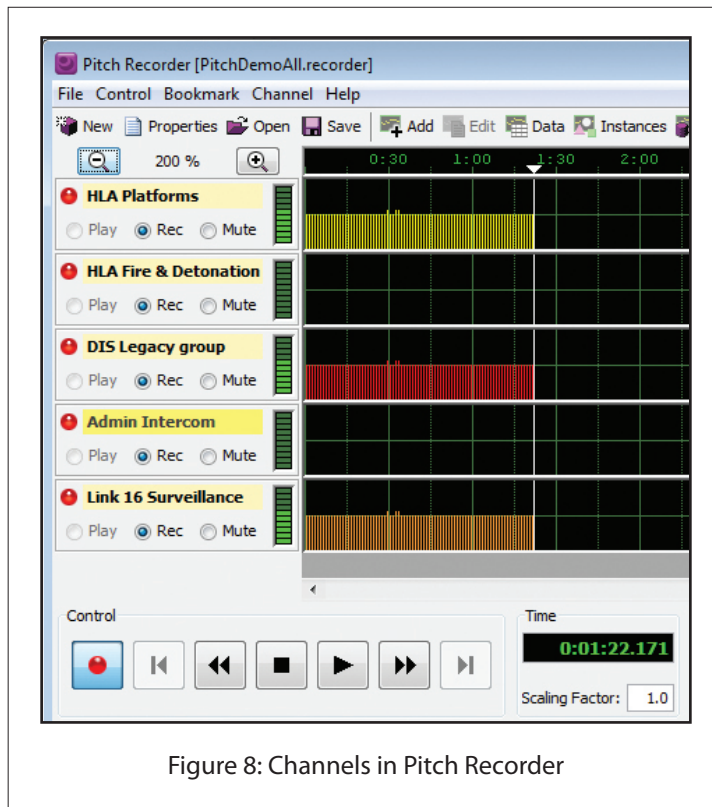 Pitch Recorder [PitchDemoAll.recorder]
File Control Bookmark Channel Help
New Properties Open Save Add Edit Data Instances
200 % 0:30 1:00 1:30 2:00
HLA Platforms
Play Rec Mute
HLA Fire & Detonation
Play Rec Mute
DIS Legacy group
Play Rec Mute
Admin Intercom
Play Rec Mute
Link 16 Surveillance
Play Rec Mute
Control
Time
0:01:22.171
Scaling Factor: 1.0
Figure 8: Channels in Pitch Recorder